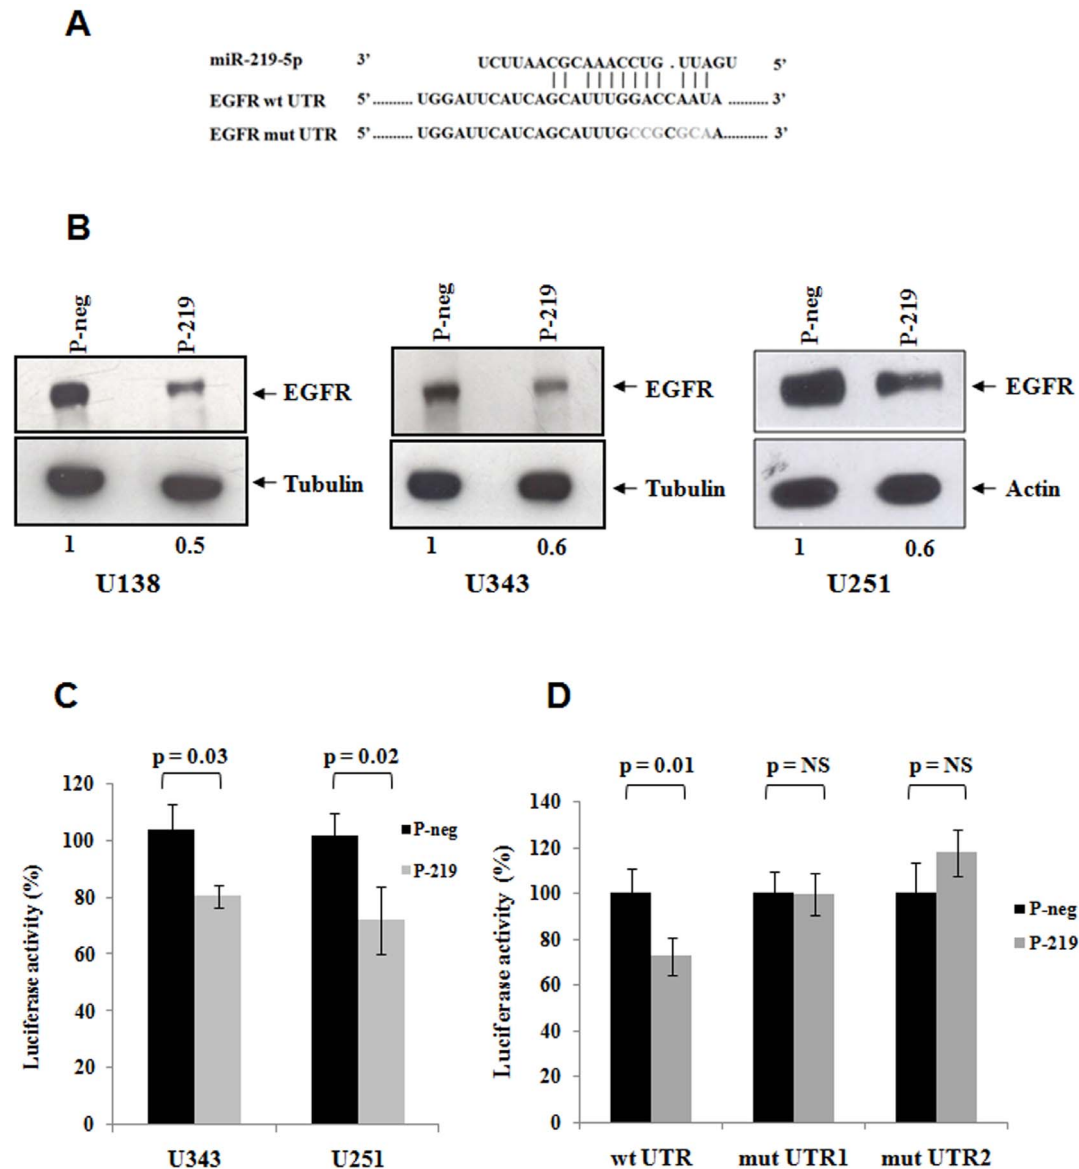 A
miR-219-5p 3’ UCUUAACGCAAACCUG . UUAGU 5’
EGFR wt UTR 5’ .......... UGGAUUCAUCAGCAUUUGGACCAAUA .......... 3’
EGFR mut UTR 5’ .......... UGGAUUCAUCAGCAUUUGCCGCGCAA ........... 3’
B
P-neg P-219 P-neg P-219 P-neg P-219
EGFR EGFR EGFR
Tubulin Tubulin Actin
1 0.5 1 0.6 1 0.6
U138 U343 U251
C
p = 0.03 p = 0.02
Luciferase activity (%)
120
100
80
60
40
20
0
P-neg
P-219
U343 U251
D
p = 0.01 p = NS p = NS
Luciferase activity (%)
140
120
100
80
60
40
20
0
P-neg
P-219
wt UTR mut UTR1 mut UTR2